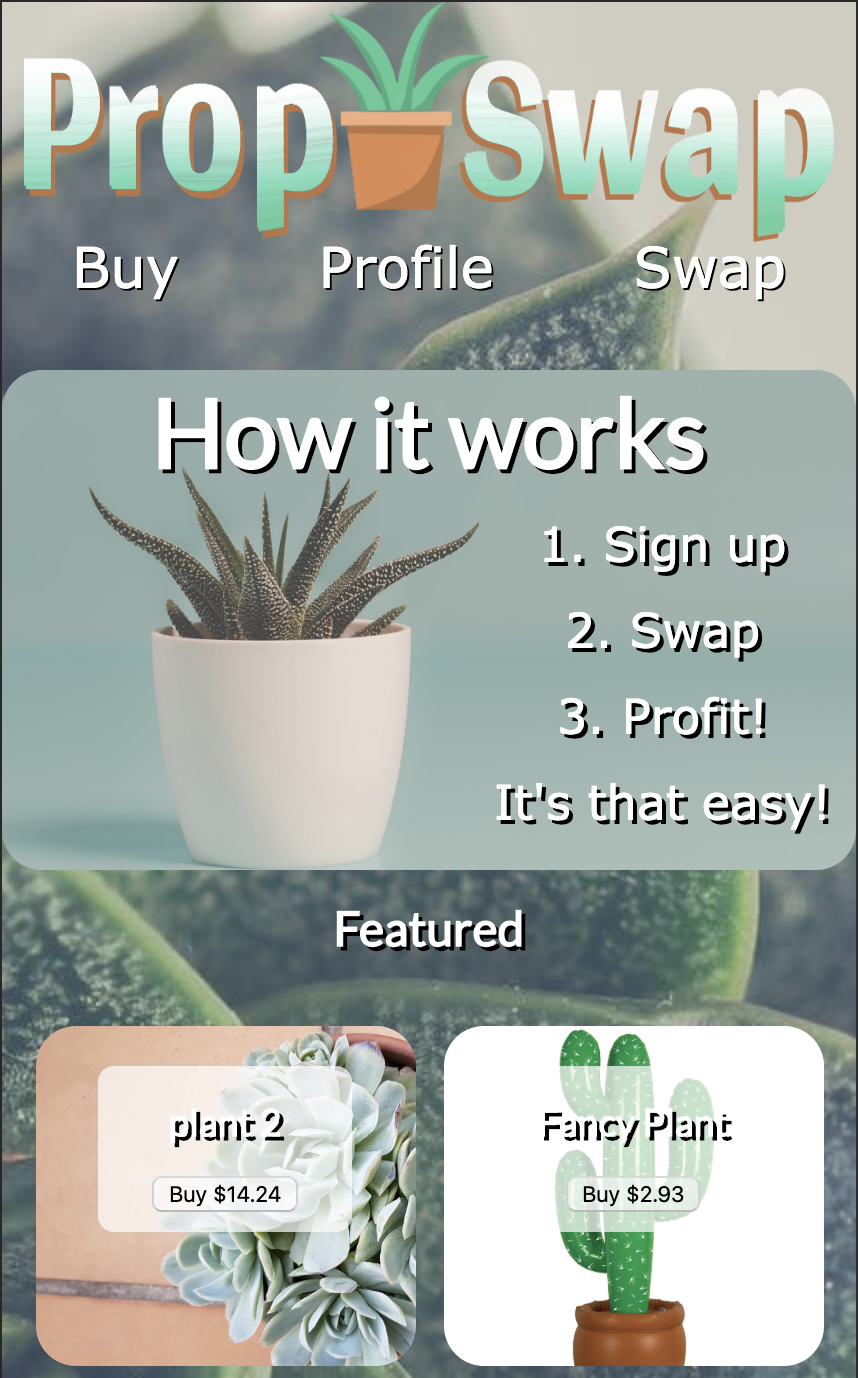 Prop Swap
Buy Profile Swap
How it works
1. Sign up
2. Swap
3. Profit!
It's that easy!
Featured
plant 2 Fancy Plant
Buy $14.24 Buy $2.93